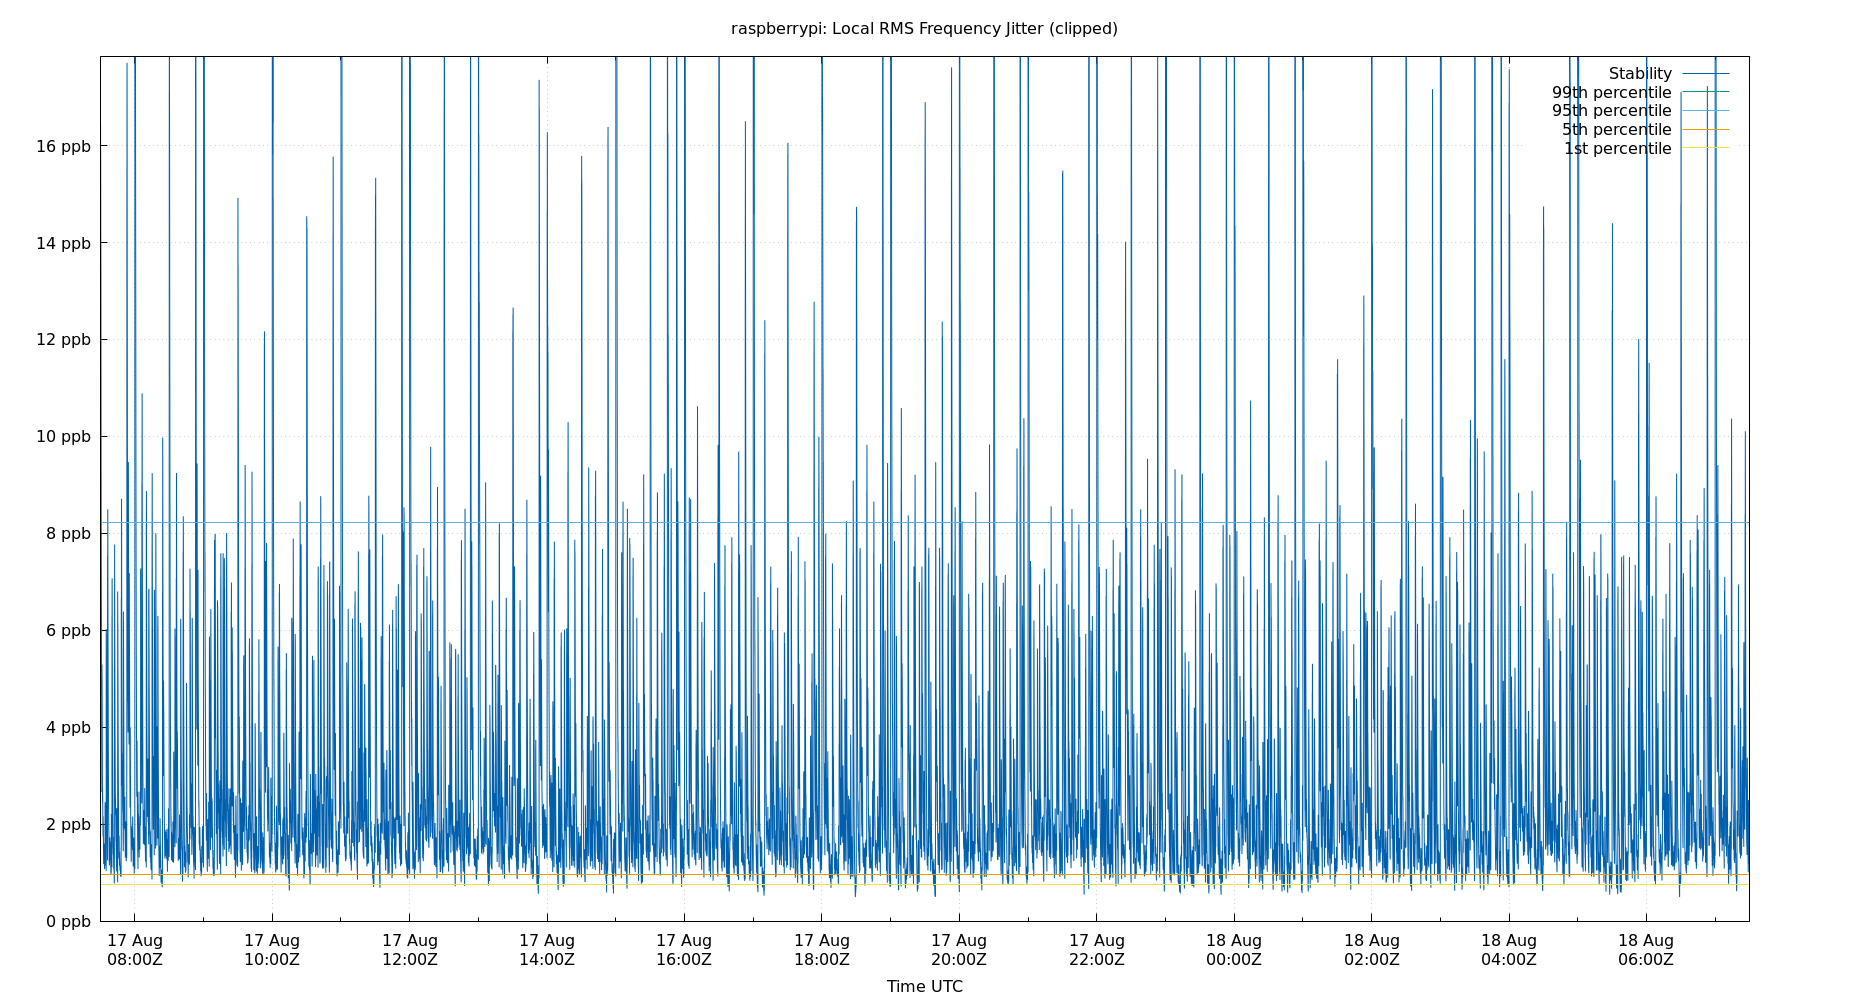 raspberrypi: Local RMS Frequency Jitter (clipped)
Stability
99th percentile
95th percentile
5th percentile
1st percentile
16 ppb
14 ppb
12 ppb
10 ppb
8 ppb
6 ppb
4 ppb
2 ppb
0 ppb
17 Aug 17 Aug 17 Aug 17 Aug 17 Aug 17 Aug 17 Aug 17 Aug 18 Aug 18 Aug 18 Aug 18 Aug
08:00Z 10:00Z 12:00Z 14:00Z 16:00Z 18:00Z 20:00Z 22:00Z 00:00Z 02:00Z 04:00Z 06:00Z
Time UTC